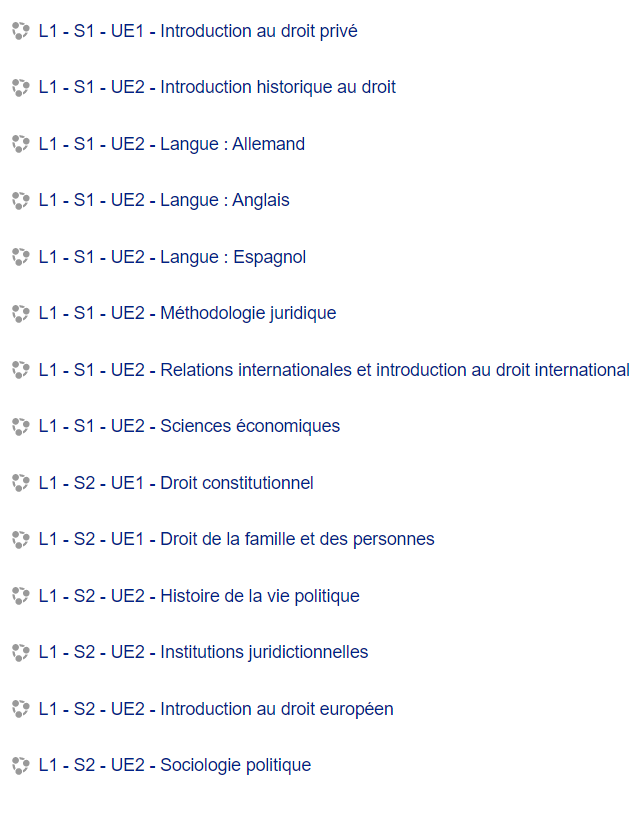 L1 - S1 - UE1 - Introduction au droit privé
L1 - S1 - UE2 - Introduction historique au droit
L1 - S1 - UE2 - Langue : Allemand
L1 - S1 - UE2 - Langue : Anglais
L1 - S1 - UE2 - Langue : Espagnol
L1 - S1 - UE2 - Méthodologie juridique
L1 - S1 - UE2 - Relations internationales et introduction au droit international
L1 - S1 - UE2 - Sciences économiques
L1 - S2 - UE1 - Droit constitutionnel
L1 - S2 - UE1 - Droit de la famille et des personnes
L1 - S2 - UE2 - Histoire de la vie politique
L1 - S2 - UE2 - Institutions juridictionnelles
L1 - S2 - UE2 - Introduction au droit européen
L1 - S2 - UE2 - Sociologie politique